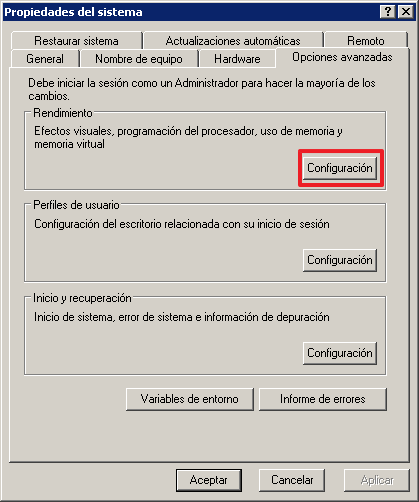 Propiedades del sistema
Restaurar sistema Actualizaciones automáticas Remoto
General Nombre de equipo Hardware Opciones avanzadas
Debe iniciar la sesión como un Administrador para hacer la mayoría de los
cambios.
Rendimiento
Efectos visuales, programación del procesador, uso de memoria y
memoria virtual
Configuración
Perfiles de usuario
Configuración del escritorio relacionada con su inicio de sesión
Configuración
Inicio y recuperación
Inicio de sistema, error de sistema e información de depuración
Configuración
Variables de entorno Informe de errores
Aceptar Cancelar Aplicar